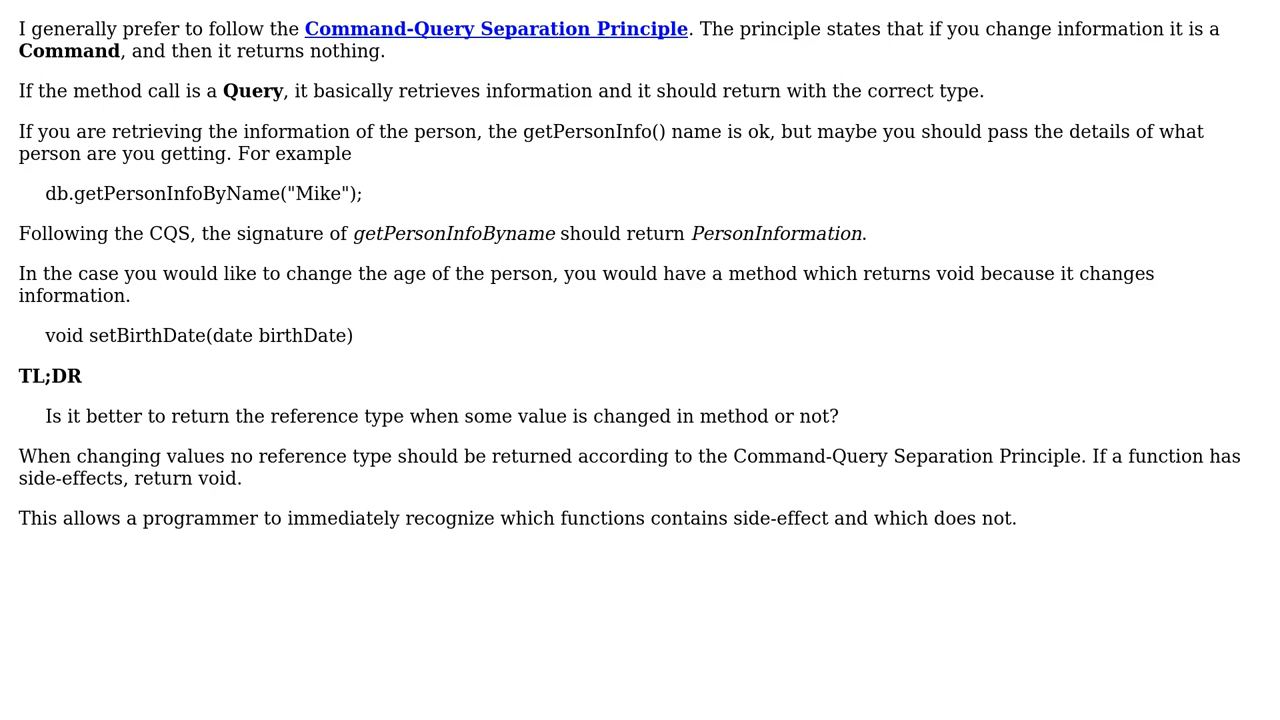 I generally prefer to follow the Command-Query Separation Principle. The principle states that if you change information it is a
Command, and then it returns nothing.
If the method call is a Query, it basically retrieves information and it should return with the correct type.
If you are retrieving the information of the person, the getPersonInfo() name is ok, but maybe you should pass the details of what
person are you getting. For example
db.getPersonInfoByName("Mike");
Following the CQS, the signature of getPersonInfoByname should return PersonInformation.
In the case you would like to change the age of the person, you would have a method which returns void because it changes
information.
void setBirthDate(date birthDate)
TL;DR
Is it better to return the reference type when some value is changed in method or not?
When changing values no reference type should be returned according to the Command-Query Separation Principle. If a function has
side-effects, return void.
This allows a programmer to immediately recognize which functions contains side-effect and which does not.